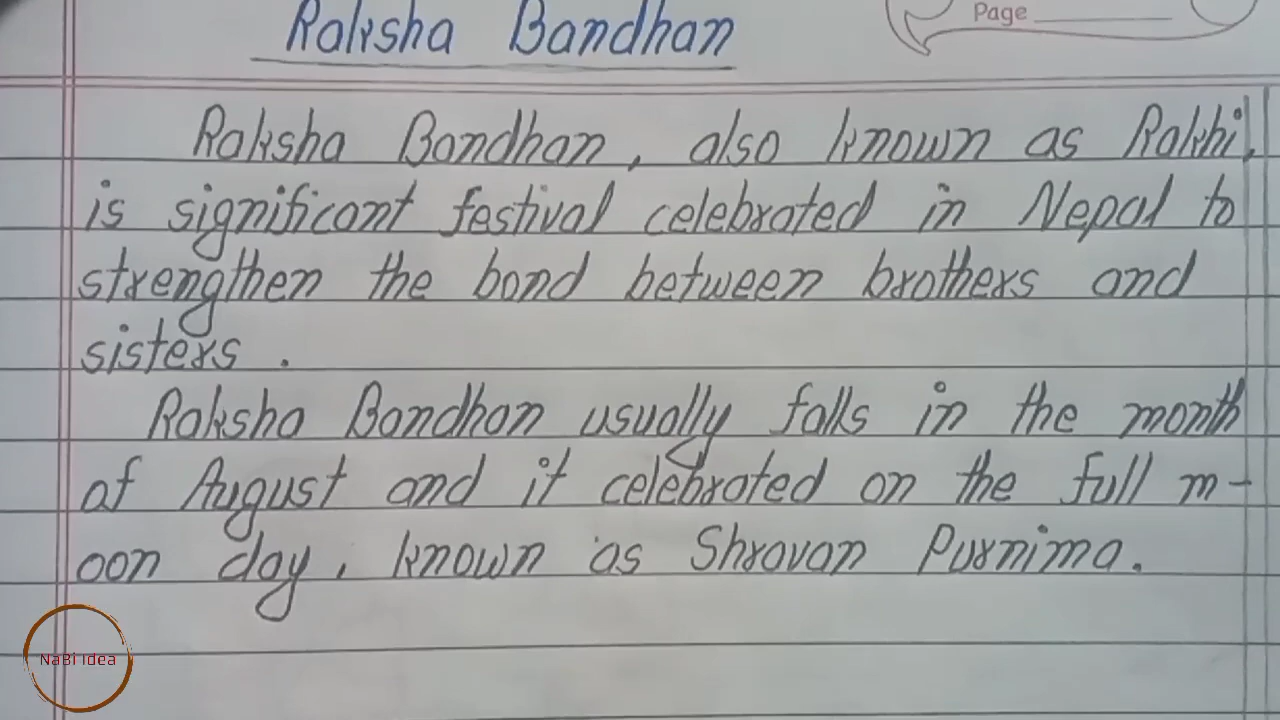 Page
Raksha Bandhan
Raksha Bandhan, also known as Rakhi,
is significant festival celebrated in Nepal to
strengthen the bond between brothers and
sisters.
Raksha Bandhan usually falls in the month
of August and it celebrated on the full m-
oon day, known as Shravan Purnima.
NaBi Idea